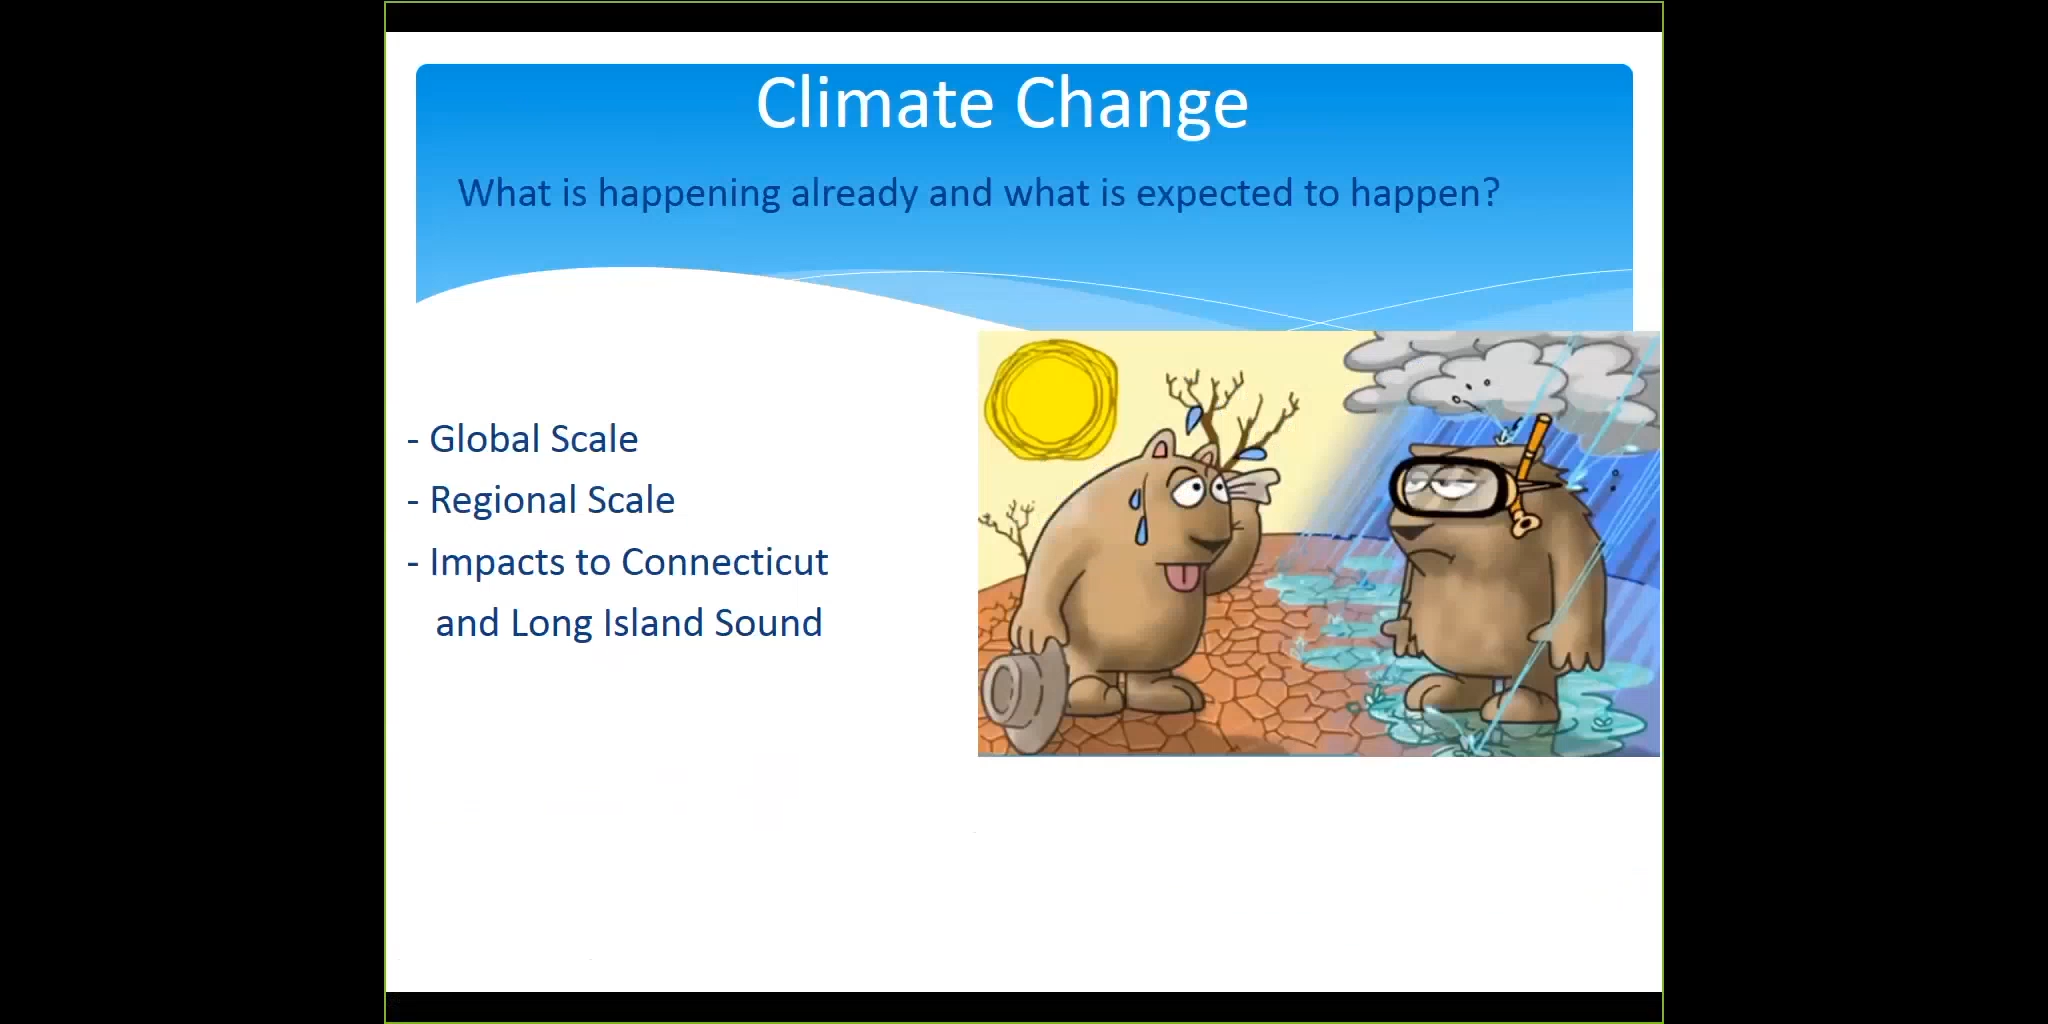 Climate Change
What is happening already and what is expected to happen?
- Global Scale
- Regional Scale
- Impacts to Connecticut
and Long Island Sound